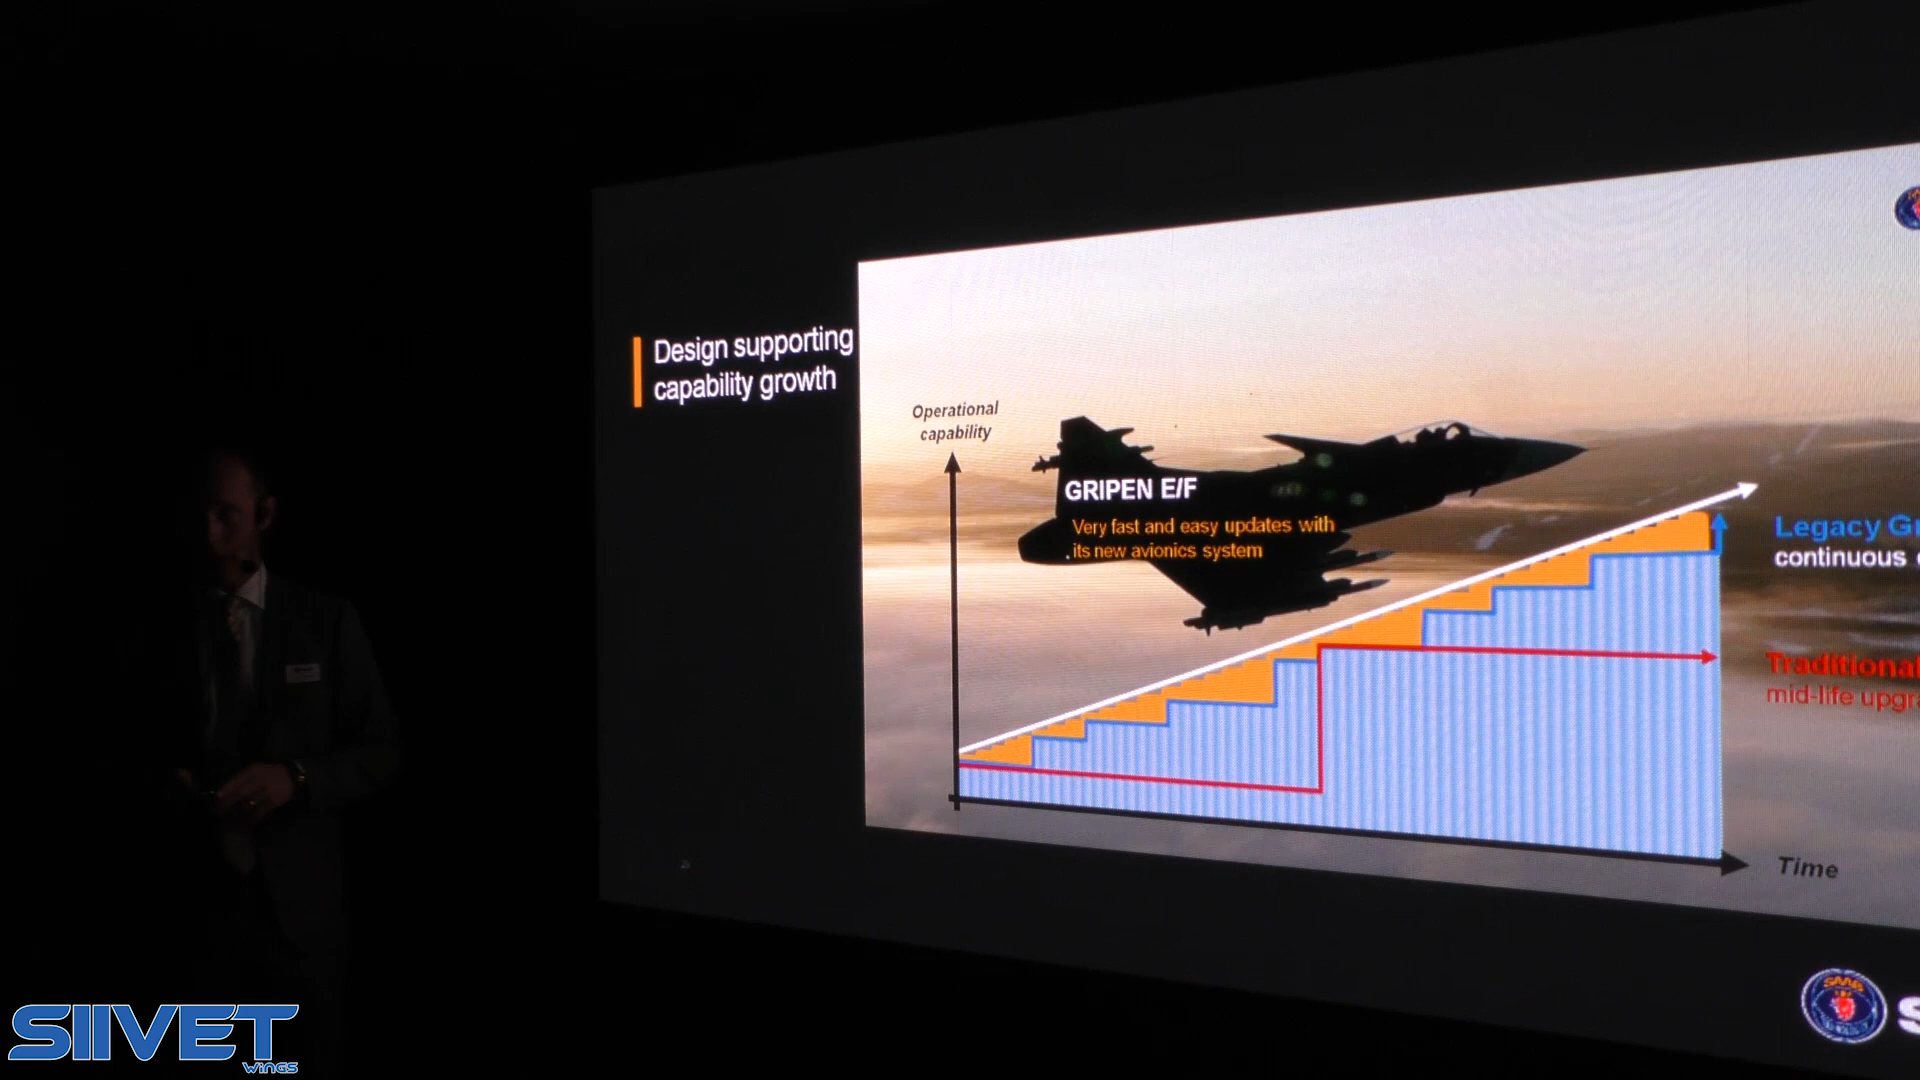 Design supporting
capability growth
Operational
capability
GRIPEN E/F
Very fast and easy updates with
its new avionics system
Legacy
continuous
Traditional
mid-life
Time
SAAB
SIIVET
WINGS